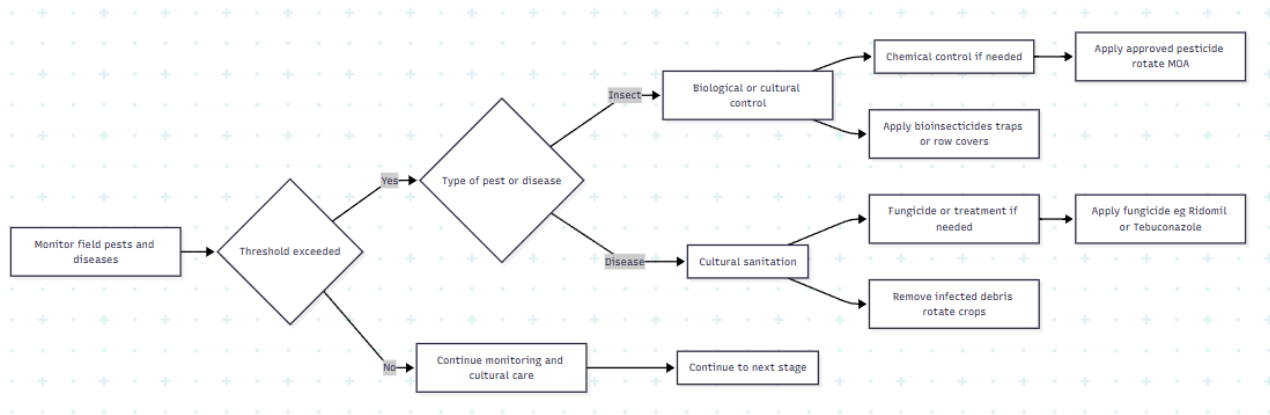 Monitor field pests and
diseases
Threshold exceeded
Yes
No
Type of pest or disease
Insect
Disease
Biological or cultural
control
Chemical control if needed
Apply approved pesticide
rotate MOA
Apply bioinsecticides traps
or row covers
Cultural sanitation
Fungicide or treatment if
needed
Apply fungicide eg Ridomil
or Tebuconazole
Remove infected debris
rotate crops
Continue monitoring and
cultural care
Continue to next stage